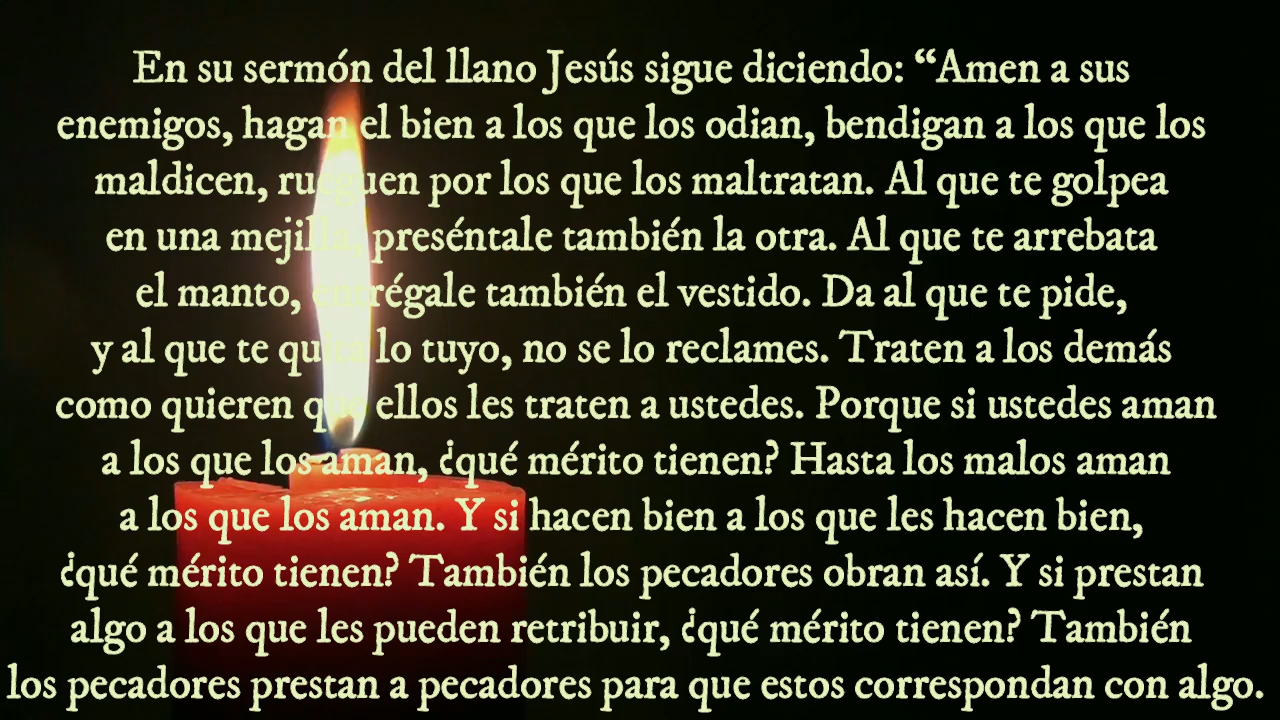 En su sermón del llano Jesús sigue diciendo: “Amen a sus
enemigos, hagan el bien a los que los odian, bendigan a los que los
maldicen, rueguen por los que los maltratan. Al que te golpea
en una mejilla, preséntale también la otra. Al que te arrebata
el manto, entrégale también el vestido. Da al que te pide,
y al que te quita lo tuyo, no se lo reclames. Traten a los demás
como quieren que ellos les traten a ustedes. Porque si ustedes aman
a los que los aman, ¿qué mérito tienen? Hasta los malos aman
a los que los aman. Y si hacen bien a los que les hacen bien,
¿qué mérito tienen? También los pecadores obran así. Y si prestan
algo a los que les pueden retribuir, ¿qué mérito tienen? También
los pecadores prestan a pecadores para que estos correspondan con algo.